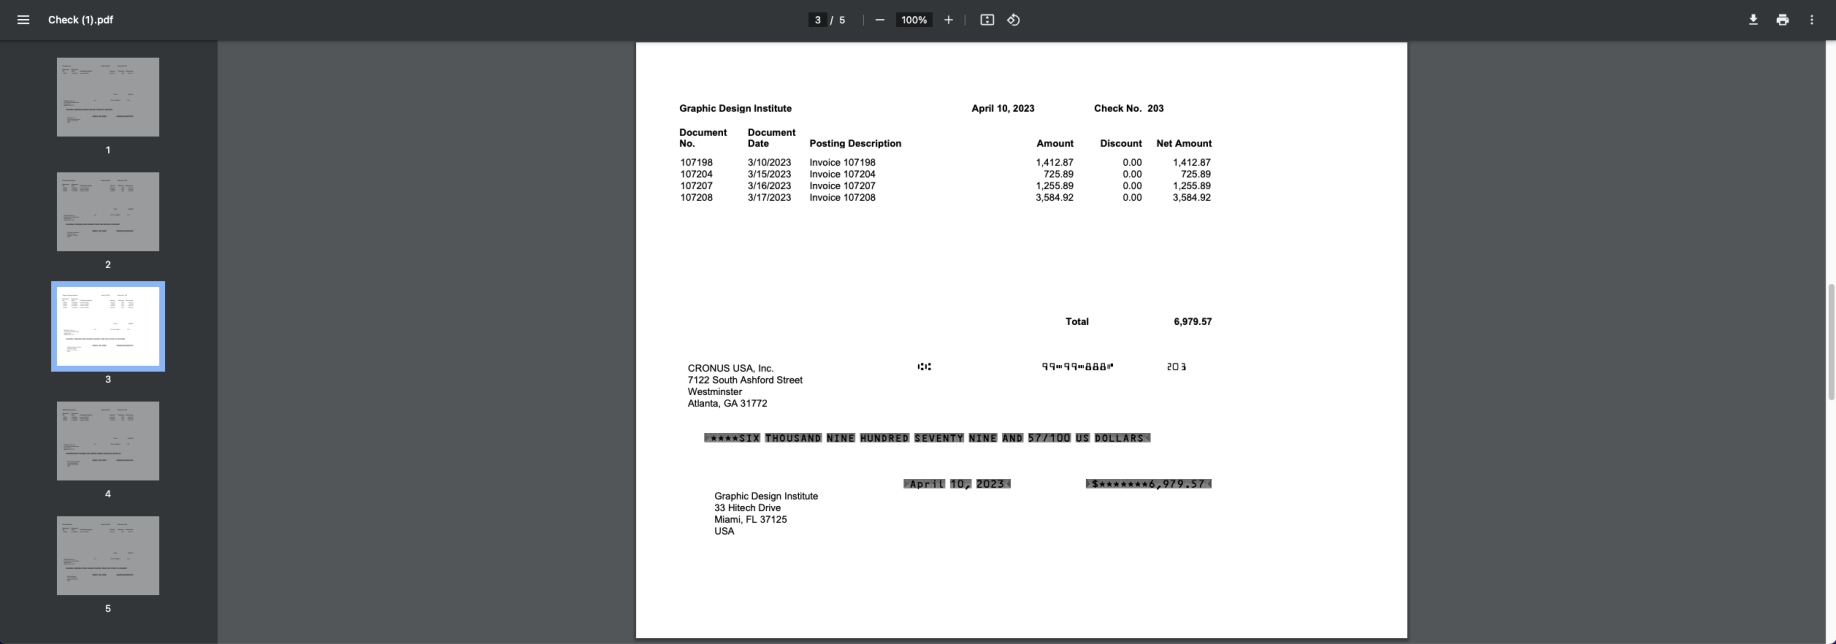 Check (1).pdf
3 / 5
100%
1
2
3
4
5
Graphic Design Institute April 10, 2023 Check No. 203
Document No. Document Date Posting Description Amount Discount Net Amount
107198 3/10/2023 Invoice 107198 1,412.87 0.00 1,412.87
107204 3/15/2023 Invoice 107204 725.89 0.00 725.89
107207 3/16/2023 Invoice 107207 1,255.89 0.00 1,255.89
107208 3/17/2023 Invoice 107208 3,584.92 0.00 3,584.92
Total 6,979.57
CRONUS USA, Inc. 99⑈99⑈888⑈ 203
7122 South Ashford Street
Westminster
Atlanta, GA 31772
****SIX THOUSAND NINE HUNDRED SEVENTY NINE AND 57/100 US DOLLARS
April 10, 2023 $*******6,979.57
Graphic Design Institute
33 Hitech Drive
Miami, FL 37125
USA